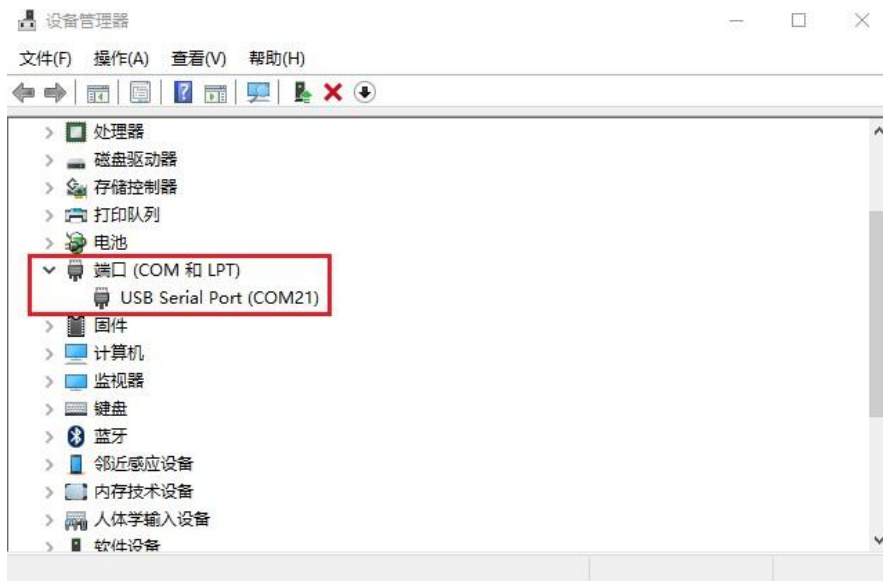 设备管理器
文件(F) 操作(A) 查看(V) 帮助(H)
处理器
磁盘驱动器
存储控制器
打印队列
电池
端口 (COM 和 LPT)
USB Serial Port (COM21)
固件
计算机
监视器
键盘
蓝牙
邻近感应设备
内存技术设备
人体学输入设备
软件设备